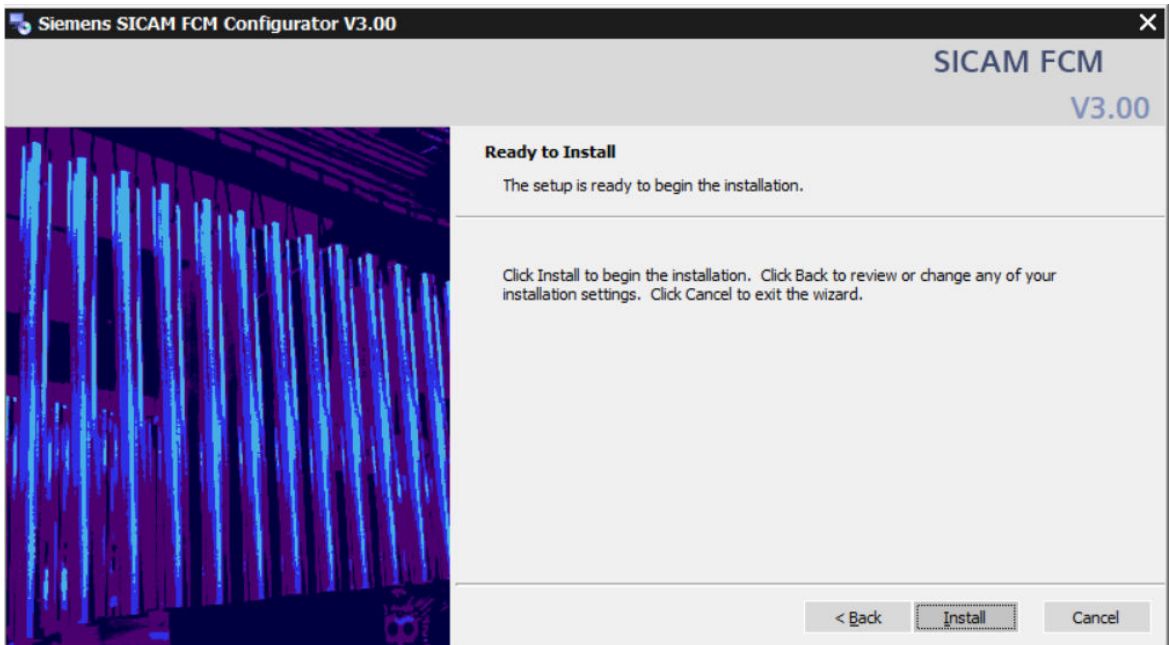 Siemens SICAM FCM Configurator V3.00
SICAM FCM
V3.00
Ready to Install
The setup is ready to begin the installation.
Click Install to begin the installation.  Click Back to review or change any of your
installation settings.  Click Cancel to exit the wizard.
< Back
Install
Cancel